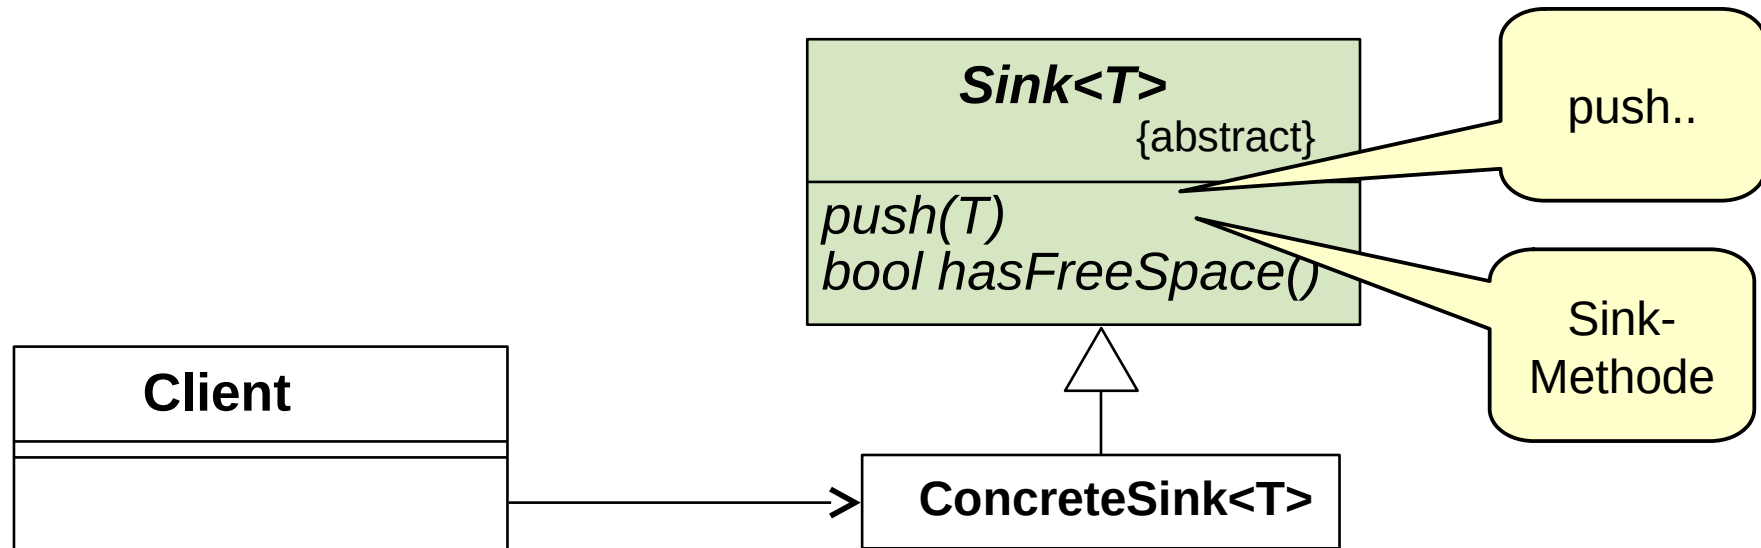 Sink<T>
{abstract}
push(T)
bool hasFreeSpace()
push..
Sink-
Methode
Client
ConcreteSink<T>